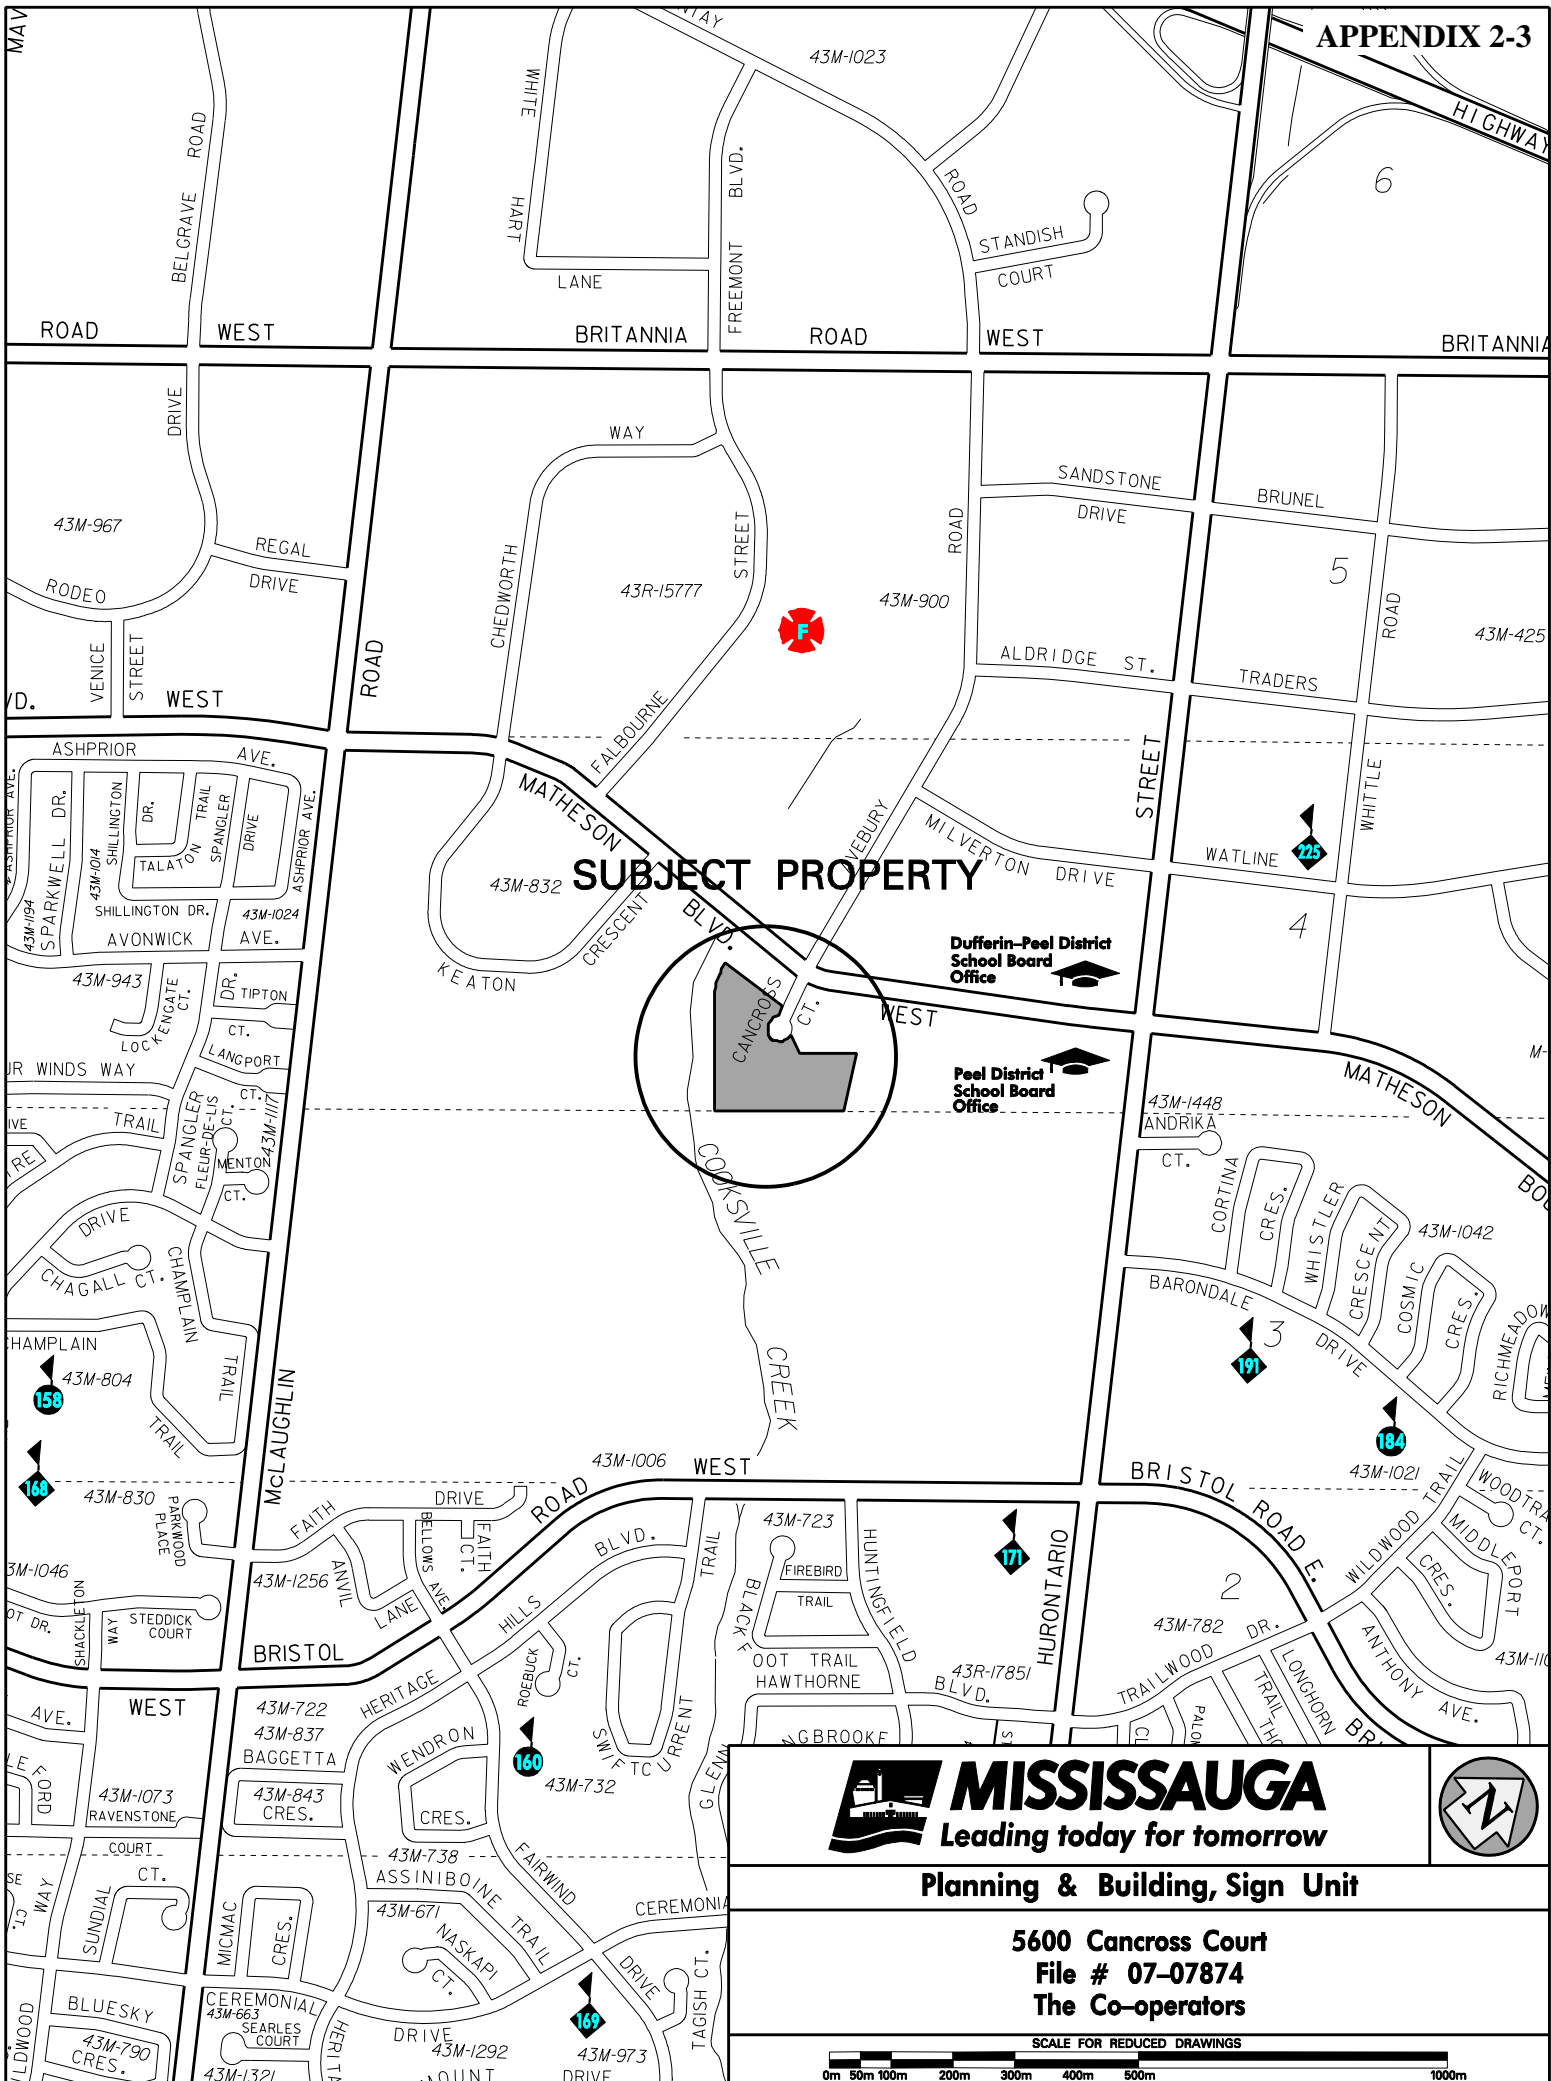 APPENDIX 2-3
43M-1023
HIGHWAY
WHITE
HART
LANE
BELGRAVE ROAD
FREEMONT BLVD.
ROAD
STANDISH
COURT
6
ROAD WEST
BRITANNIA ROAD WEST
BRITANNIA
DRIVE
WAY
SANDSTONE
DRIVE
BRUNEL
43M-967
REGAL
DRIVE
RODEO
CHEDWORTH
STREET
43R-15777
43M-900
ROAD
5
ROAD
43M-425
F
VENICE
STREET
WEST
ROAD
ALDRIDGE ST.
TRADERS
FALBOURNE
ASHPRIOR AVE.
ASHPRIOR AVE.
ASHPRIOR AVE.
MATHESON
BLVD.
STREET
WHITTLE
SPARKWELL DR.
43M-1014
SHILLINGTON
DR.
TRAIL
TALATON
SPANGLER
DRIVE
MILVERTON DRIVE
WATLINE
225
SUBJECT PROPERTY
43M-832
43M-1194
SHILLINGTON DR.
43M-1024
AVONWICK AVE.
KEATON
CRESCENT
4
43M-943
Dufferin–Peel District
School Board
Office
LOCKENGATE
CT.
DR.
TIPTON
CT.
LANGPORT
CT.
CANCROSS
CT.
WEST
Peel District
School Board
Office
MATHESON
43M-1117
43M-1448
ANDRIKA
CT.
TRAIL
SPANGLER
FLEUR-DE-LIS
CT.
MENTON
CT.
COOKSVILLE
CREEK
CORTINA
CRES.
WHISTLER
CRESCENT
43M-1042
COSMIC
CRES.
DRIVE
CHAGALL CT.
CHAMPLAIN
TRAIL
BARONDALE
DRIVE
3
CHAMPLAIN
43M-804
158
TRAIL
191
184
43M-1021
168
43M-830
McLAUGHLIN
43M-1006
WEST
BRISTOL ROAD E.
PARKWOOD
PLACE
FAITH DRIVE
ROAD
BELLOWS AVE.
FAITH
CT.
ANVIL
LANE
43M-1256
BLVD.
HILLS
TRAIL
43M-723
FIREBIRD
TRAIL
HUNTINGFIELD
171
HURONTARIO
WILDWOOD TRAIL
MIDDLEPORT
CRES.
CT.
2
43M-782
STEDDICK
COURT
SHACKLETON
WAY
BRISTOL
WEST
HERITAGE
ROEBUCK
CT.
OOT TRAIL
HAWTHORNE
BLVD.
43R-17851
TRAILWOOD DR.
LONGHORN
TRAIL
ANTHONY AVE.
43M-722
43M-837
BAGGETTA
43M-843
CRES.
WENDRON
CRES.
SWIFTCURRENT
160
43M-732
AVE.
43M-1073
RAVENSTONE
COURT
WAY
SUNDIAL
CT.
MICMAC
CRES.
43M-738
ASSINIBOINE
TRAIL
43M-671
NASKAPI
CT.
FAIRWIND
DRIVE
169
TAGISH CT.
BLUESKY
43M-790
CRES.
CEREMONIAL
43M-663
SEARLES
COURT
DRIVE
43M-1292
43M-973
DRIVE
MISSISSAUGA
Leading today for tomorrow
N
Planning & Building, Sign Unit
5600 Cancross Court
File # 07–07874
The Co–operators
SCALE FOR REDUCED DRAWINGS
0m 50m 100m 200m 300m 400m 500m 1000m